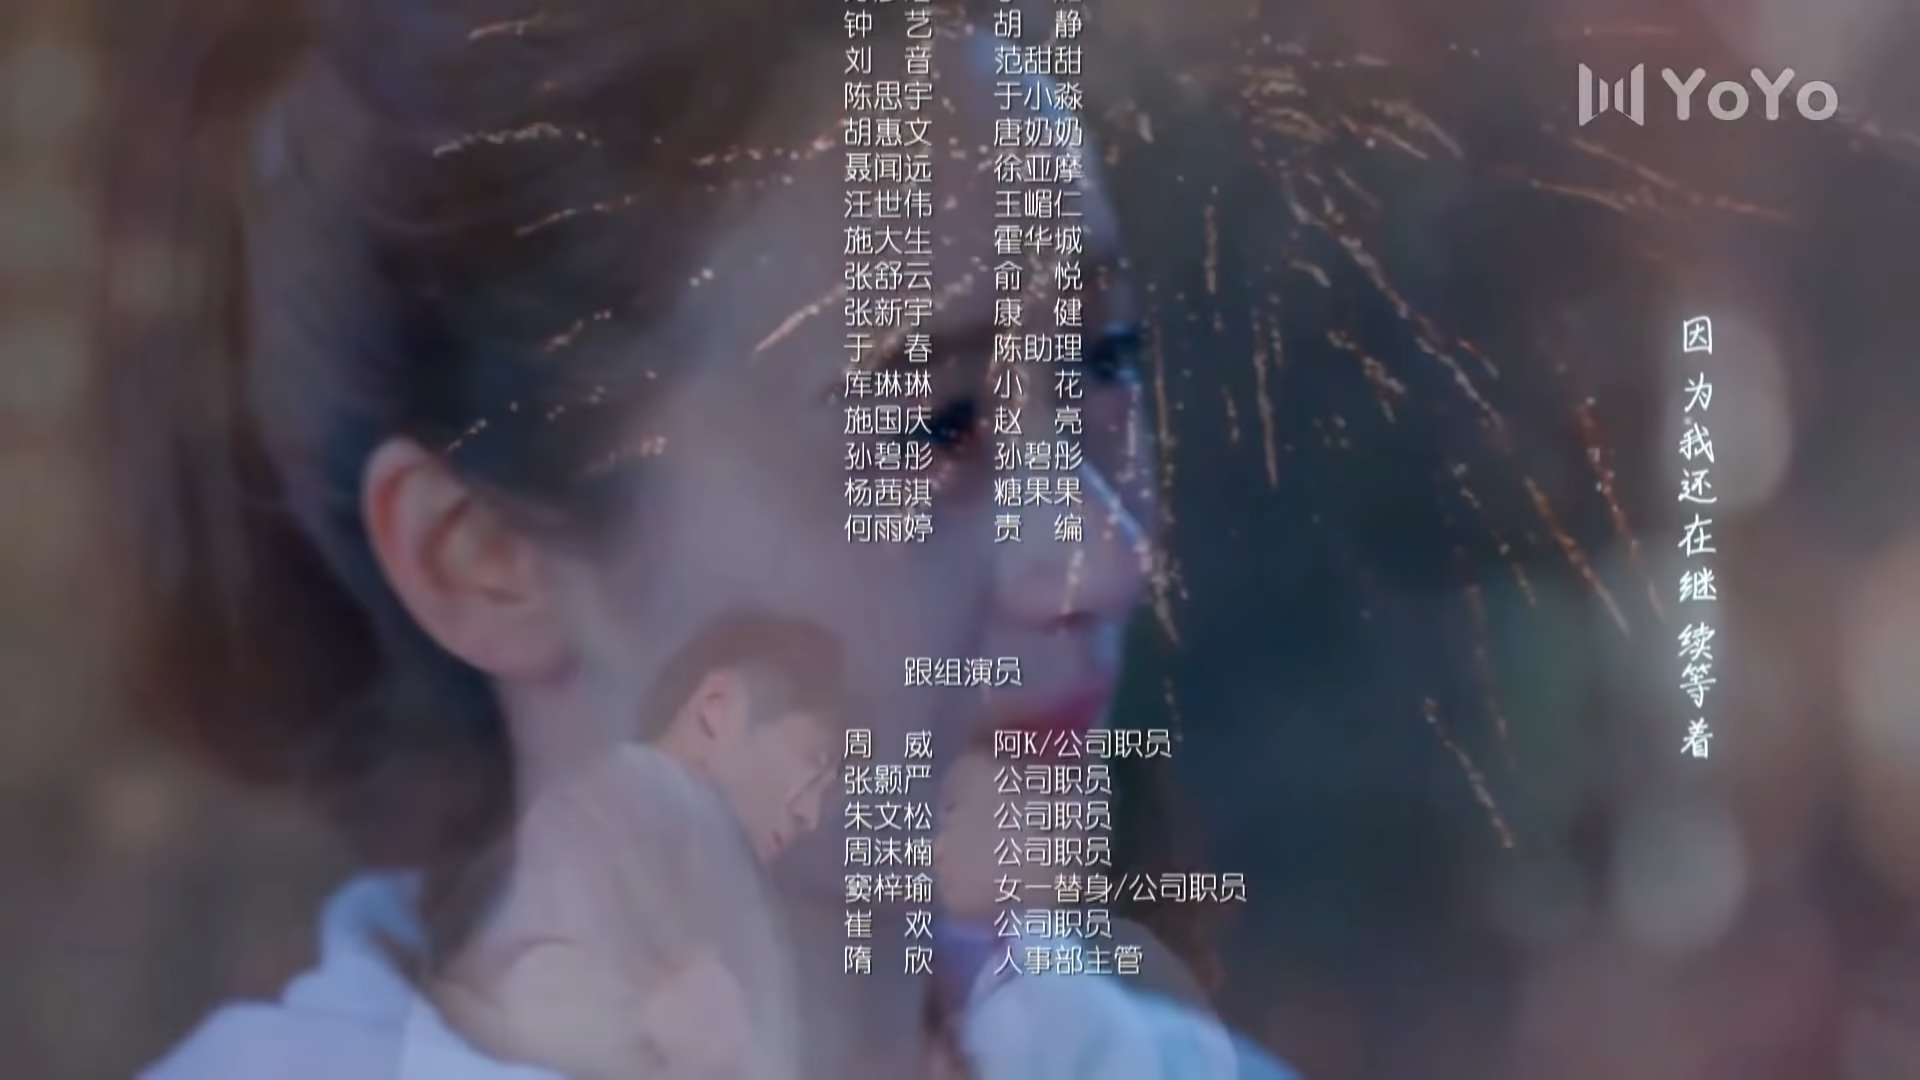 钟 艺 胡 静
刘 音 范甜甜
陈思宇 于小淼
胡惠文 唐奶奶
聂闻远 徐亚摩
汪世伟 王嵋仁
施大生 霍华城
张舒云 俞 悦
张新宇 康 健
于 春 陈助理
库琳琳 小 花
施国庆 赵 亮
孙碧彤 孙碧彤
杨茜淇 糖果果
何雨婷 责 编
跟组演员
周 威 阿K/公司职员
张颢严 公司职员
朱文松 公司职员
周沫楠 公司职员
窦梓瑜 女一替身/公司职员
崔 欢 公司职员
隋 欣 人事部主管
YoYo
因为我还在继续等着